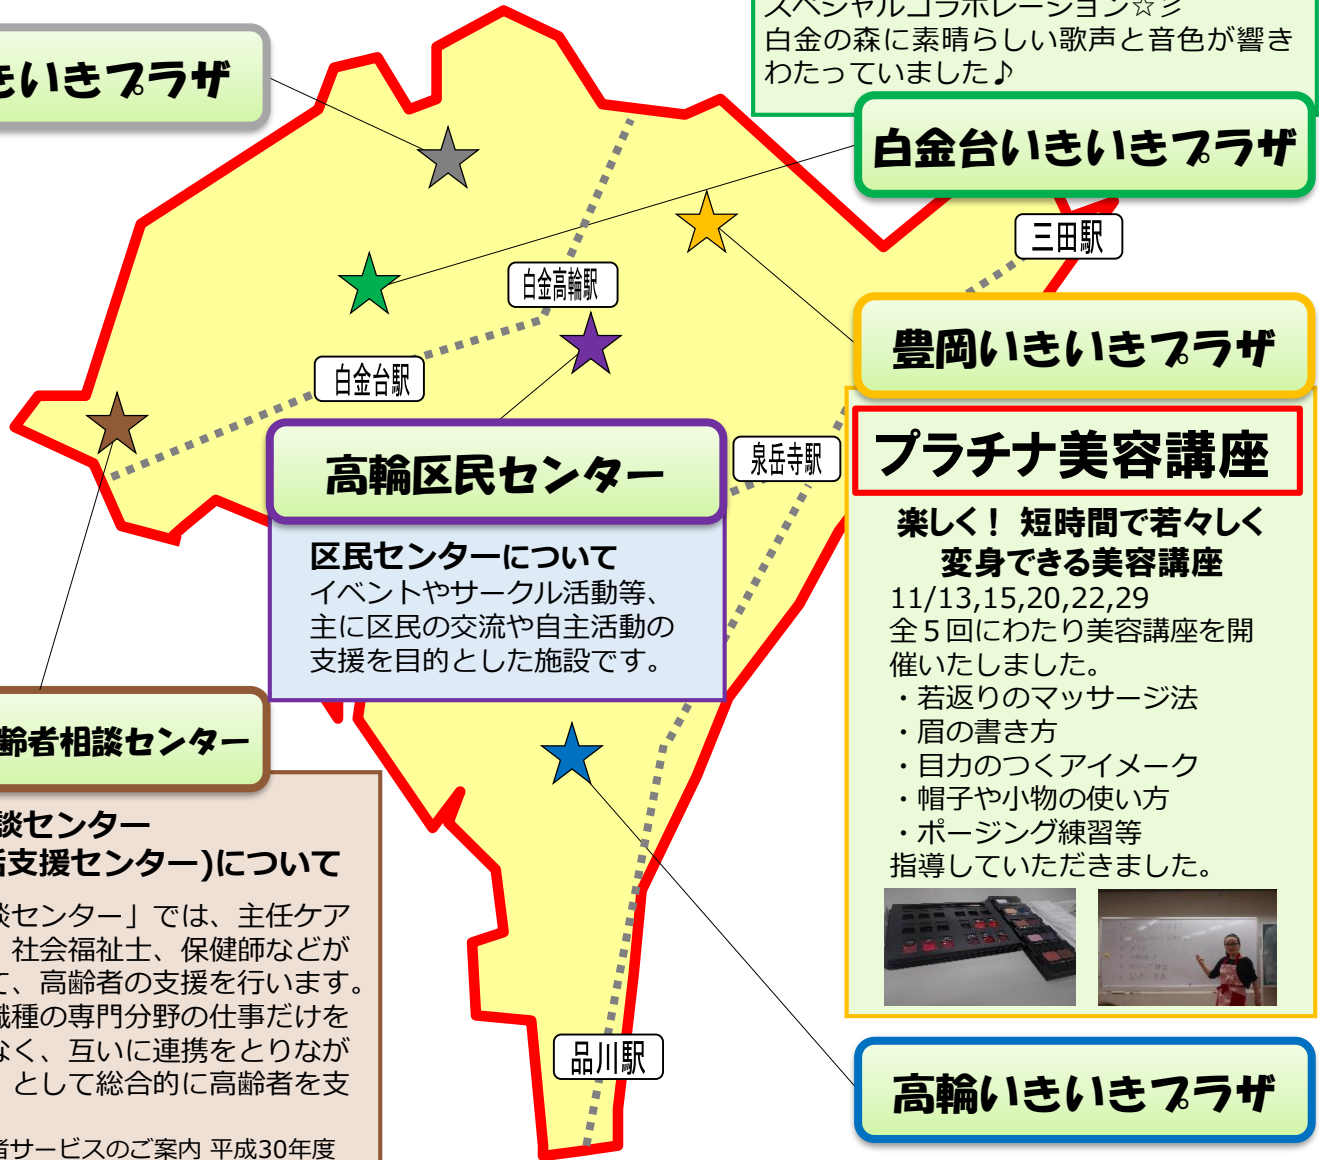 スペシャルコラボレーション☆彡
白金の森に素晴らしい歌声と音色が響き
わたっていました♪
きいきプラザ
白金台いきいきプラザ
三田駅
白金高輪駅
豊岡いきいきプラザ
白金台駅
高輪区民センター
泉岳寺駅
区民センターについて
イベントやサークル活動等、
主に区民の交流や自主活動の
支援を目的とした施設です。
プラチナ美容講座
楽しく！ 短時間で若々しく
変身できる美容講座
11/13,15,20,22,29
全５回にわたり美容講座を開
催いたしました。
・若返りのマッサージ法
・眉の書き方
・目力のつくアイメーク
・帽子や小物の使い方
・ポージング練習等
指導していただきました。
齢者相談センター
談センター
括支援センター)について
談センター」では、主任ケア
、社会福祉士、保健師などが
て、高齢者の支援を行います。
職種の専門分野の仕事だけを
なく、互いに連携をとりなが
」として総合的に高齢者を支
者サービスのご案内 平成30年度
品川駅
高輪いきいきプラザ